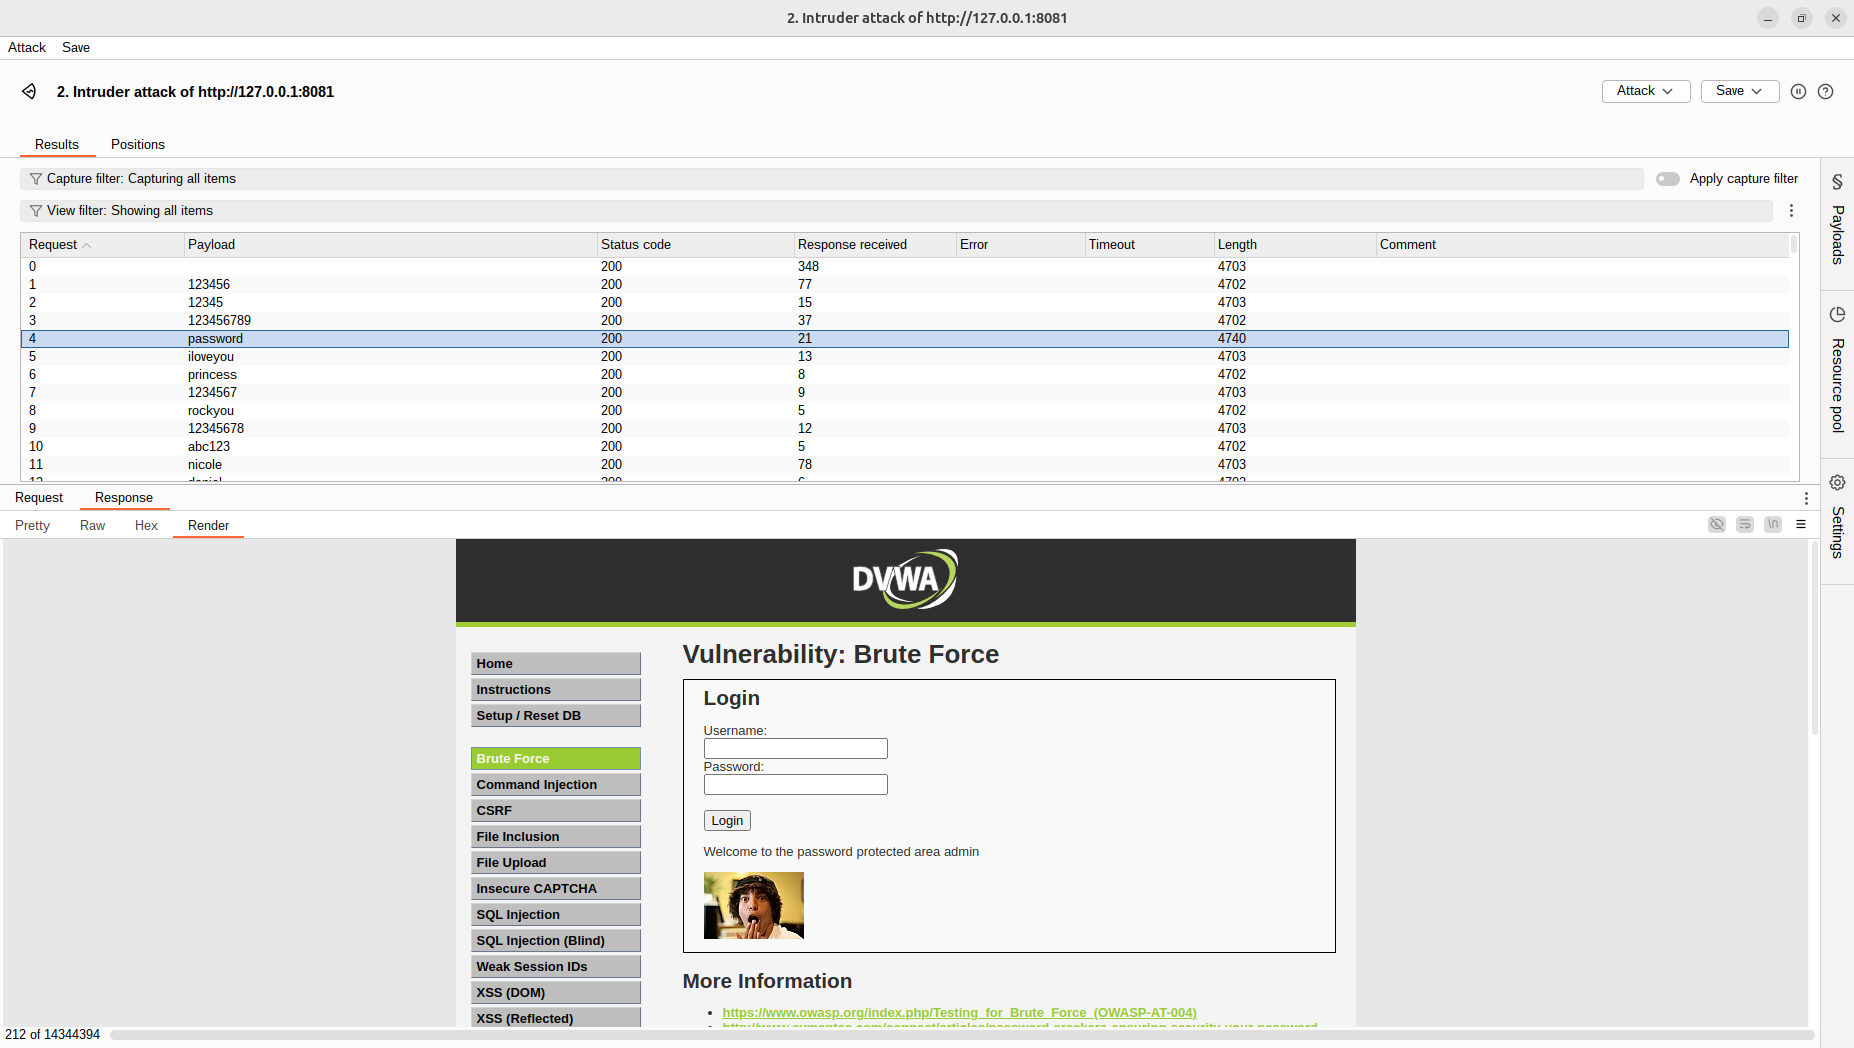 2. Intruder attack of http://127.0.0.1:8081
Attack Save
2. Intruder attack of http://127.0.0.1:8081
Attack Save
Results Positions
Capture filter: Capturing all items
Apply capture filter
View filter: Showing all items
Request Payload Status code Response received Error Timeout Length Comment
0 200 348 4703
1 123456 200 77 4702
2 12345 200 15 4703
3 123456789 200 37 4702
4 password 200 21 4740
5 iloveyou 200 13 4703
6 princess 200 8 4702
7 1234567 200 9 4703
8 rockyou 200 5 4702
9 12345678 200 12 4703
10 abc123 200 5 4702
11 nicole 200 78 4703
Payloads
Resource pool
Settings
Request Response
Pretty Raw Hex Render
\n
DVWA
Home
Instructions
Setup / Reset DB
Brute Force
Command Injection
CSRF
File Inclusion
File Upload
Insecure CAPTCHA
SQL Injection
SQL Injection (Blind)
Weak Session IDs
XSS (DOM)
XSS (Reflected)
Vulnerability: Brute Force
Login
Username:
Password:
Login
Welcome to the password protected area admin
More Information
https://www.owasp.org/index.php/Testing_for_Brute_Force_(OWASP-AT-004)
212 of 14344394